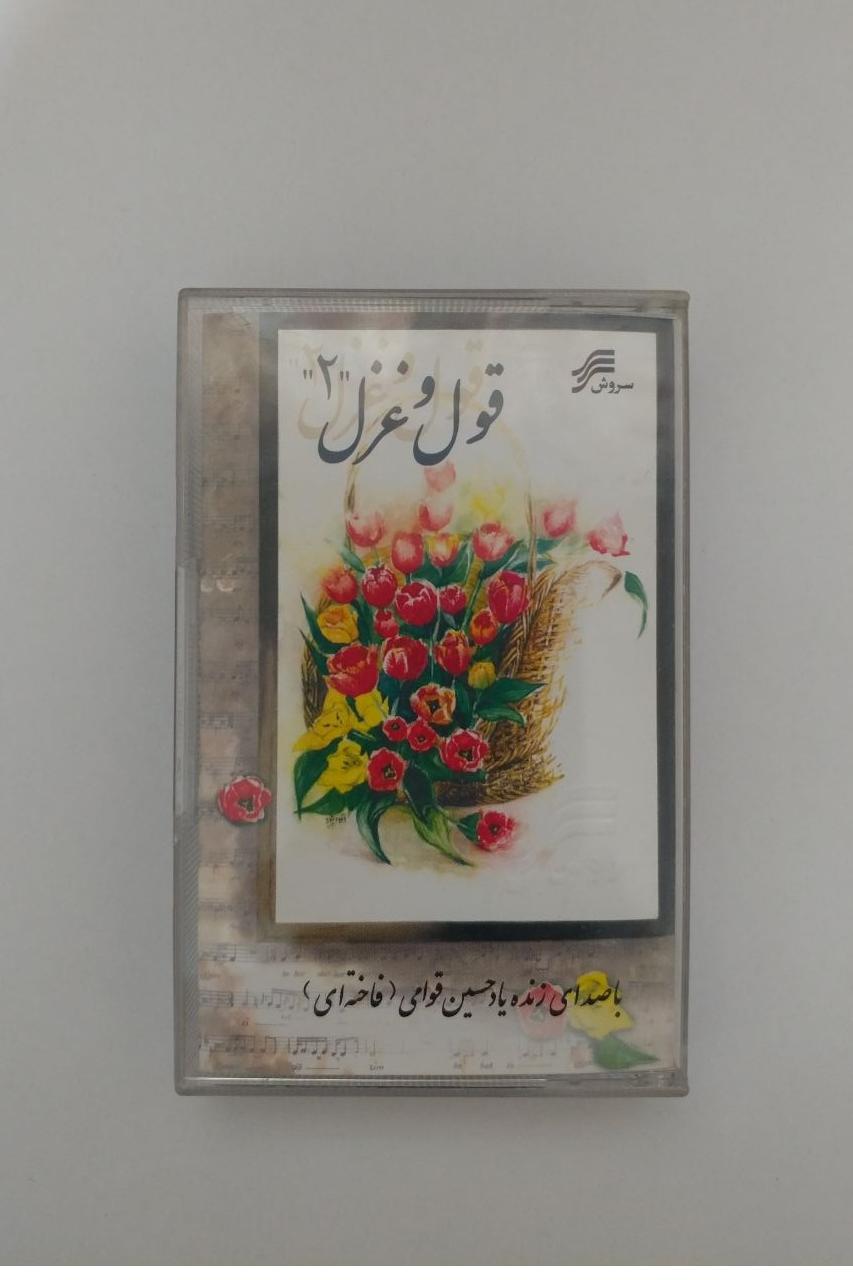 سروش
قول و غزل "۲"
با صدای زنده یاد حسین قوامی (فاخته‌ای)